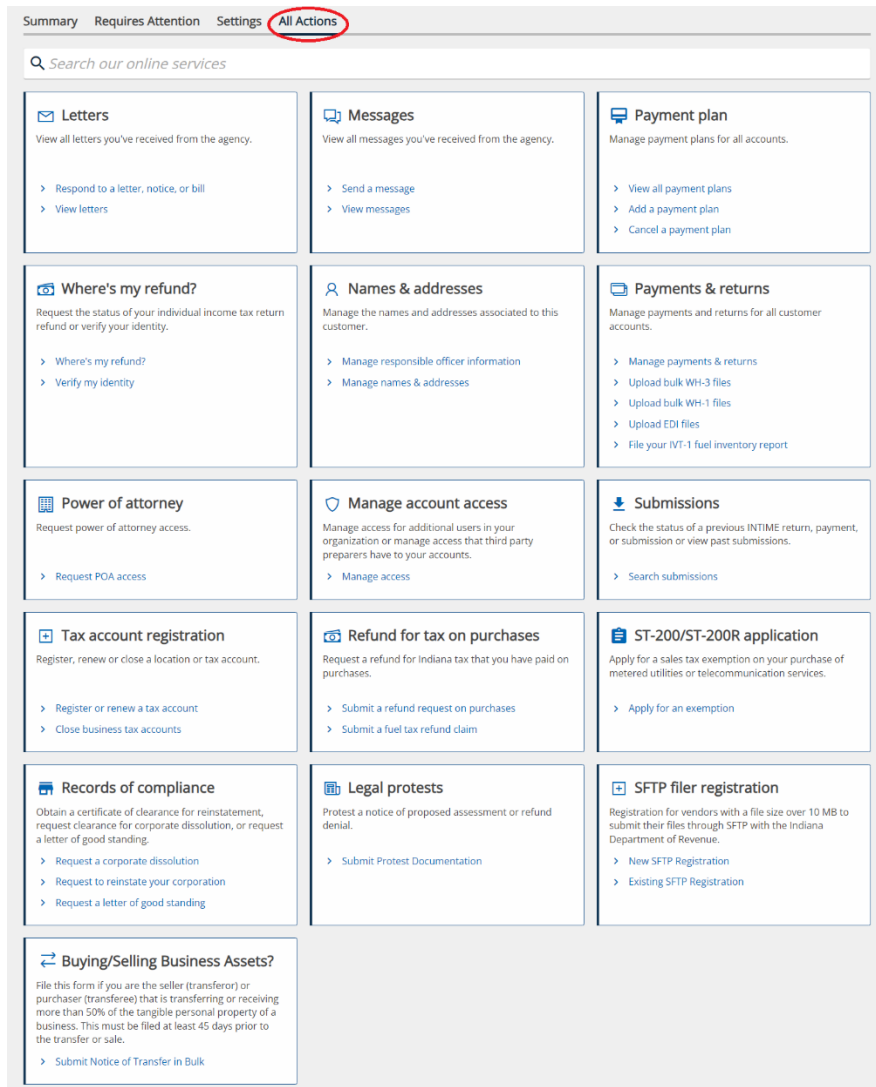 Summary Requires Attention Settings All Actions
Search our online services
Letters
View all letters you've received from the agency.
Respond to a letter, notice, or bill
View letters
Messages
View all messages you've received from the agency.
Send a message
View messages
Payment plan
Manage payment plans for all accounts.
View all payment plans
Add a payment plan
Cancel a payment plan
Where's my refund?
Request the status of your individual income tax return
refund or verify your identity.
Where's my refund?
Verify my identity
Names & addresses
Manage the names and addresses associated to this
customer.
Manage responsible officer information
Manage names & addresses
Payments & returns
Manage payments and returns for all customer
accounts.
Manage payments & returns
Upload bulk WH-3 files
Upload bulk WH-1 files
Upload EDI files
File your IVT-1 fuel inventory report
Power of attorney
Request power of attorney access.
Request POA access
Manage account access
Manage access for additional users in your
organization or manage access that third party
preparers have to your accounts.
Manage access
Submissions
Check the status of a previous INTIME return, payment,
or submission or view past submissions.
Search submissions
Tax account registration
Register, renew or close a location or tax account.
Register or renew a tax account
Close business tax accounts
Refund for tax on purchases
Request a refund for Indiana tax that you have paid on
purchases.
Submit a refund request on purchases
Submit a fuel tax refund claim
ST-200/ST-200R application
Apply for a sales tax exemption on your purchase of
metered utilities or telecommunication services.
Apply for an exemption
Records of compliance
Obtain a certificate of clearance for reinstatement,
request clearance for corporate dissolution, or request
a letter of good standing.
Request a corporate dissolution
Request to reinstate your corporation
Request a letter of good standing
Legal protests
Protest a notice of proposed assessment or refund
denial.
Submit Protest Documentation
SFTP filer registration
Registration for vendors with a file size over 10 MB to
submit their files through SFTP with the Indiana
Department of Revenue.
New SFTP Registration
Existing SFTP Registration
Buying/Selling Business Assets?
File this form if you are the seller (transferor) or
purchaser (transferee) that is transferring or receiving
more than 50% of the tangible personal property of a
business. This must be filed at least 45 days prior to
the transfer or sale.
Submit Notice of Transfer in Bulk